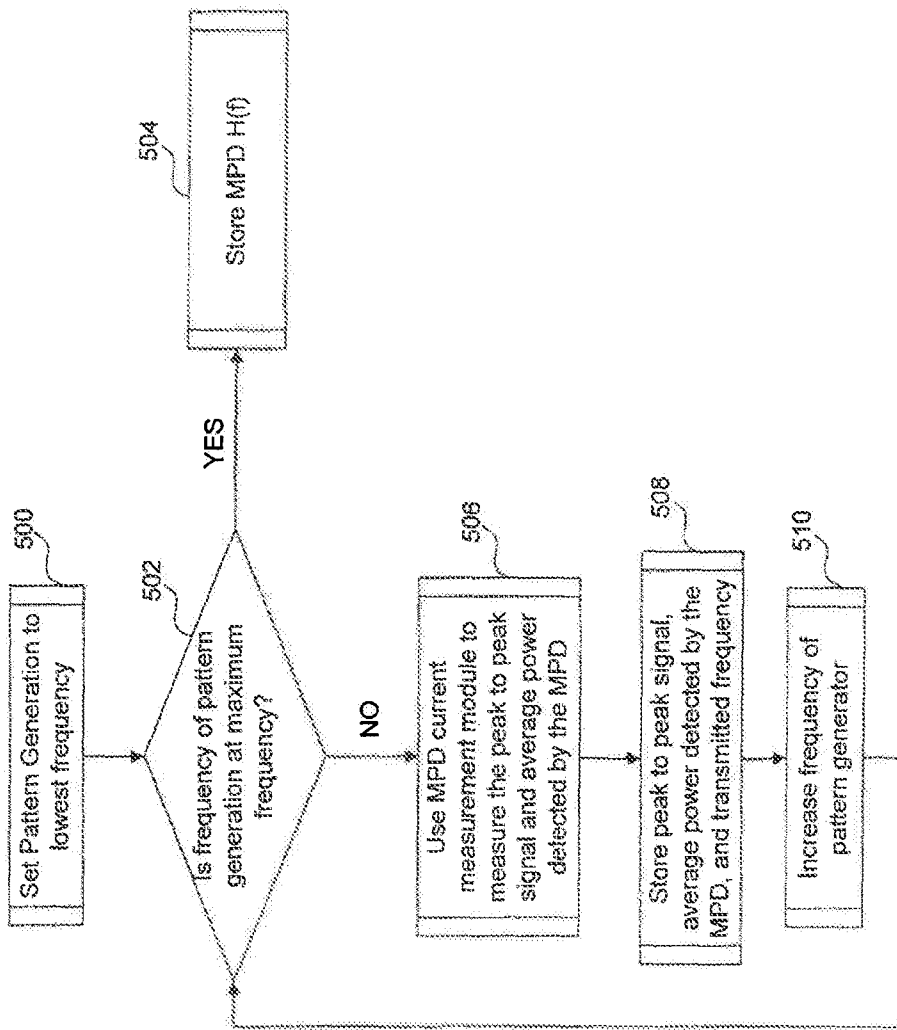 500
Set Pattern Generation to
lowest frequency
502
Is frequency of pattern
generation at maximum
frequency?
YES
504
Store MPD H(f)
NO
506
Use MPD current
measurement module to
measure the peak to peak
signal and average power
detected by the MPD
508
Store peak to peak signal,
average power detected by the
MPD, and transmitted frequency
510
Increase frequency of
pattern generator